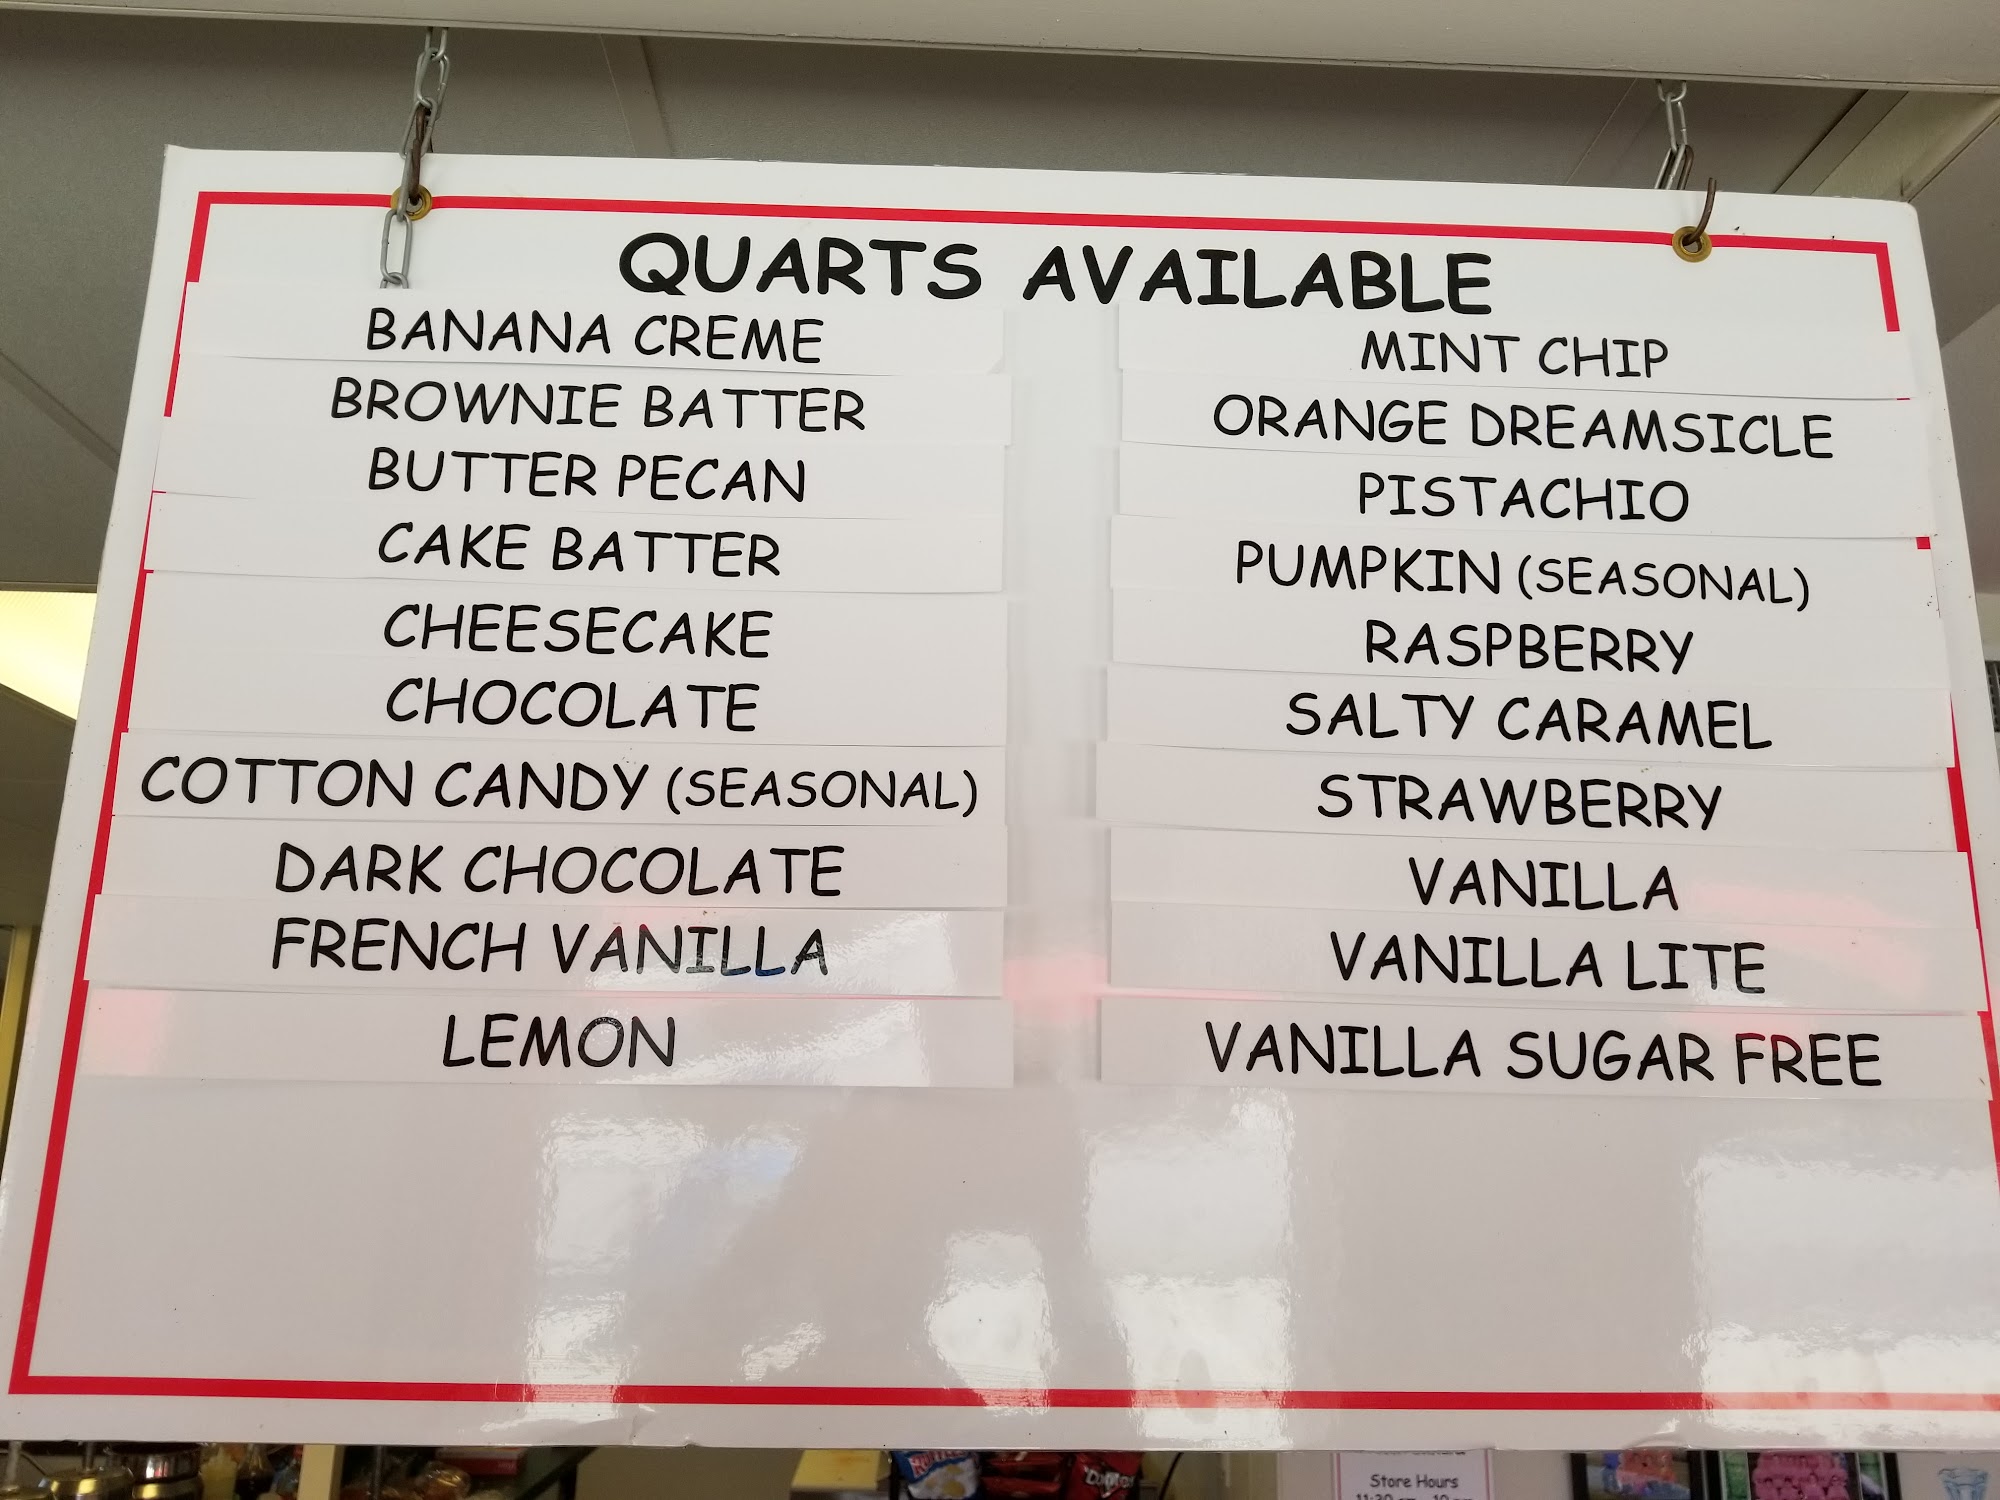 QUARTS AVAILABLE
BANANA CREME
BROWNIE BATTER
BUTTER PECAN
CAKE BATTER
CHEESECAKE
CHOCOLATE
COTTON CANDY (SEASONAL)
DARK CHOCOLATE
FRENCH VANILLA
LEMON
MINT CHIP
ORANGE DREAMSICLE
PISTACHIO
PUMPKIN (SEASONAL)
RASPBERRY
SALTY CARAMEL
STRAWBERRY
VANILLA
VANILLA LITE
VANILLA SUGAR FREE
Ruffles
Doritos
Store Hours